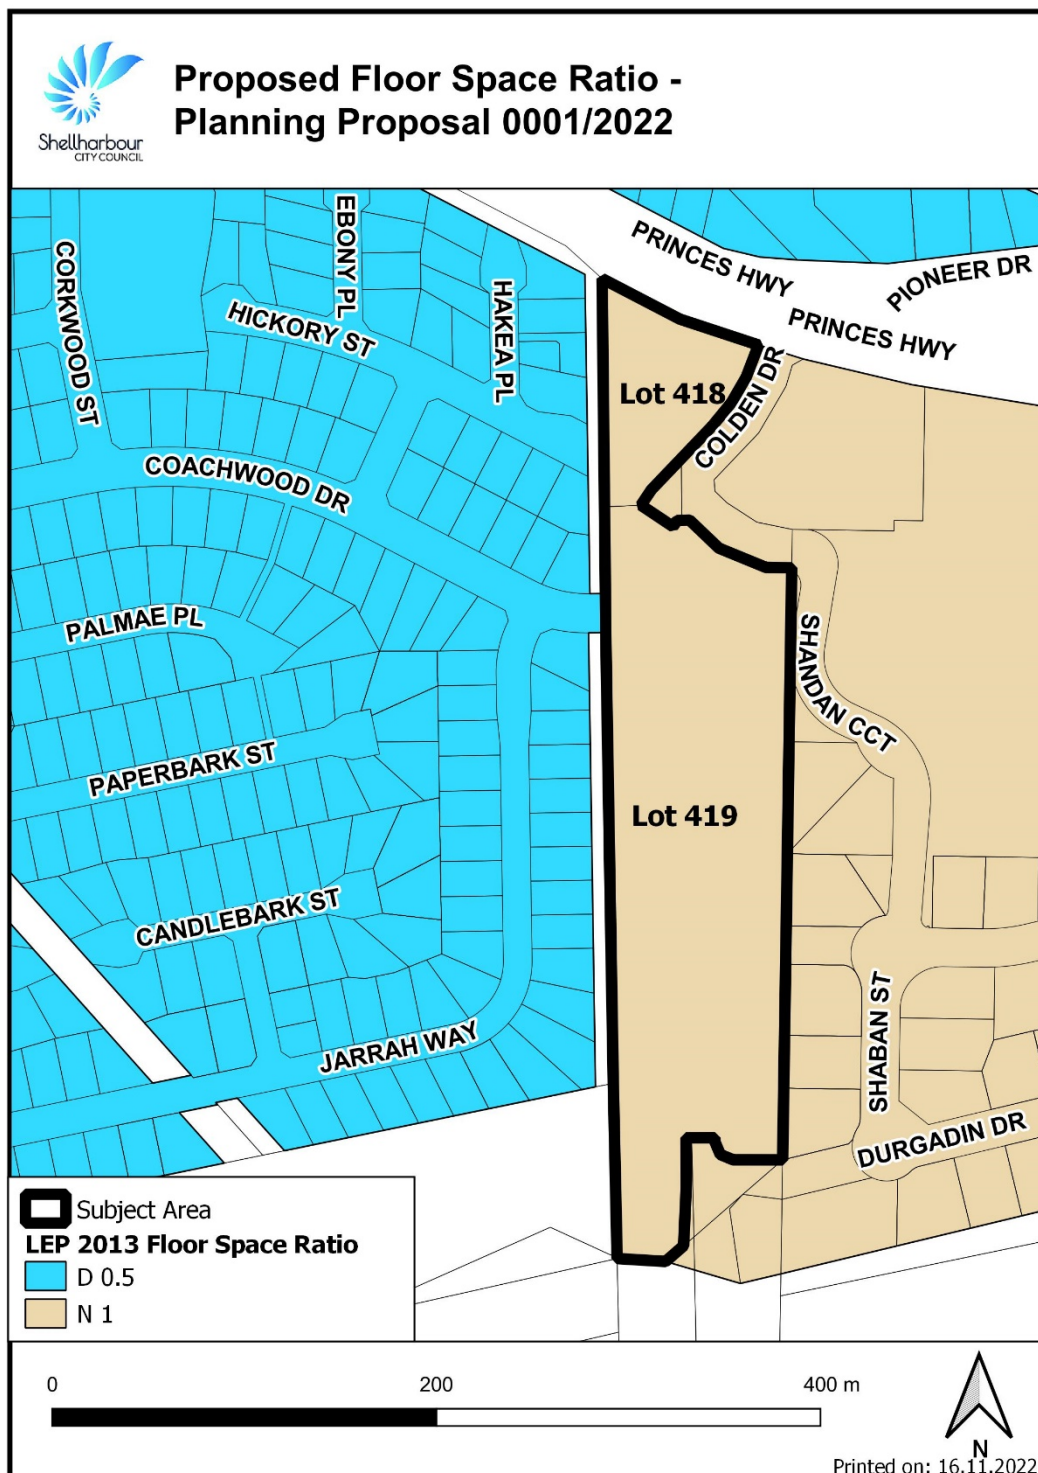 Shellharbour
CITY COUNCIL
Proposed Floor Space Ratio -
Planning Proposal 0001/2022
CORKWOOD ST
EBONY PL
HICKORY ST
HAKEA PL
PRINCES HWY
PIONEER DR
PRINCES HWY
Lot 418
COLDEN DR
COACHWOOD DR
PALMAE PL
SHANDAN CCT
PAPERBARK ST
Lot 419
CANDLEBARK ST
JARRAH WAY
SHABAN ST
DURGADIN DR
Subject Area
LEP 2013 Floor Space Ratio
D 0.5
N 1
0
200
400 m
N
Printed on: 16.11.2022